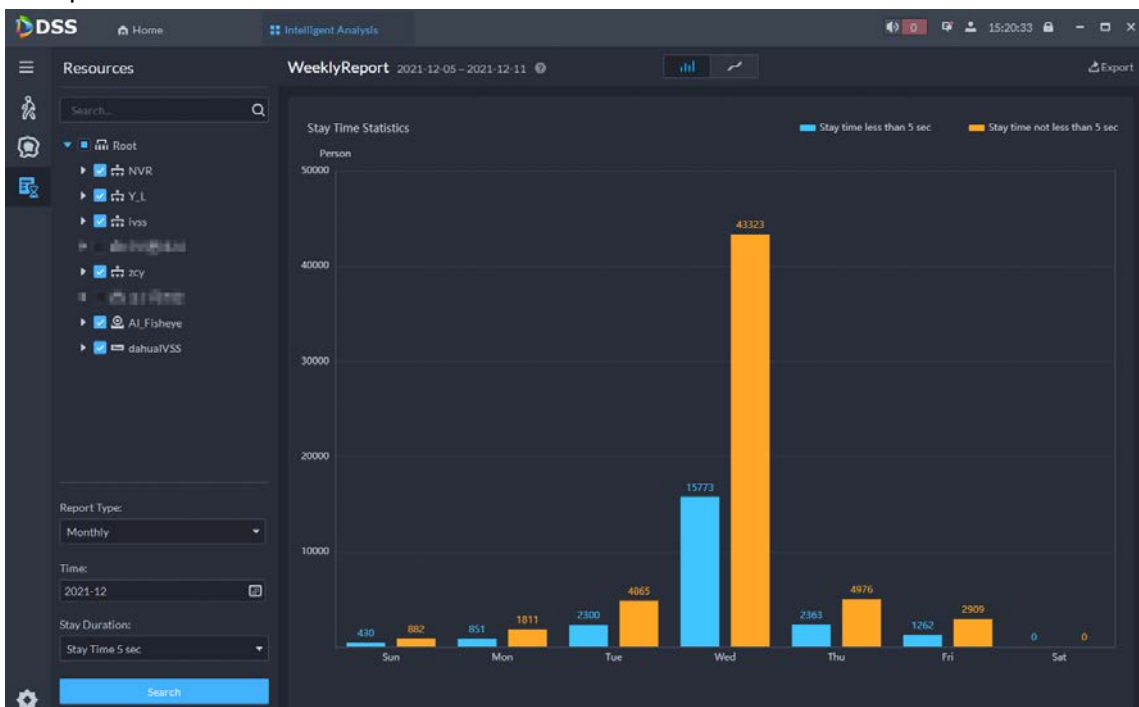 DSS
Home
Intelligent Analysis
0
15:20:33
Resources
WeeklyReport 2021-12-05 – 2021-12-11
Export
Search...
Root
NVR
Y_L
ivss
zcy
AI_Fisheye
dahuaIVSS
Report Type:
Monthly
Time:
2021-12
Stay Duration:
Stay Time 5 sec
Search
Stay Time Statistics
Stay time less than 5 sec
Stay time not less than 5 sec
Person
50000
40000
30000
20000
10000
430
882
851
1811
2300
4865
15773
43323
2363
4976
1262
2909
0
0
Sun
Mon
Tue
Wed
Thu
Fri
Sat